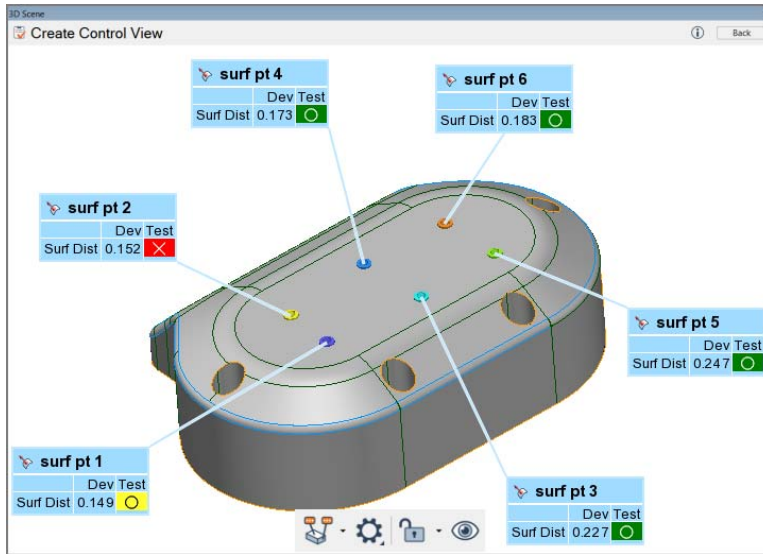 3D Scene
Create Control View
Back
surf pt 4
Dev Test
Surf Dist 0.173
surf pt 6
Dev Test
Surf Dist 0.183
surf pt 2
Dev Test
Surf Dist 0.152
surf pt 5
Dev Test
Surf Dist 0.247
surf pt 1
Dev Test
Surf Dist 0.149
surf pt 3
Dev Test
Surf Dist 0.227